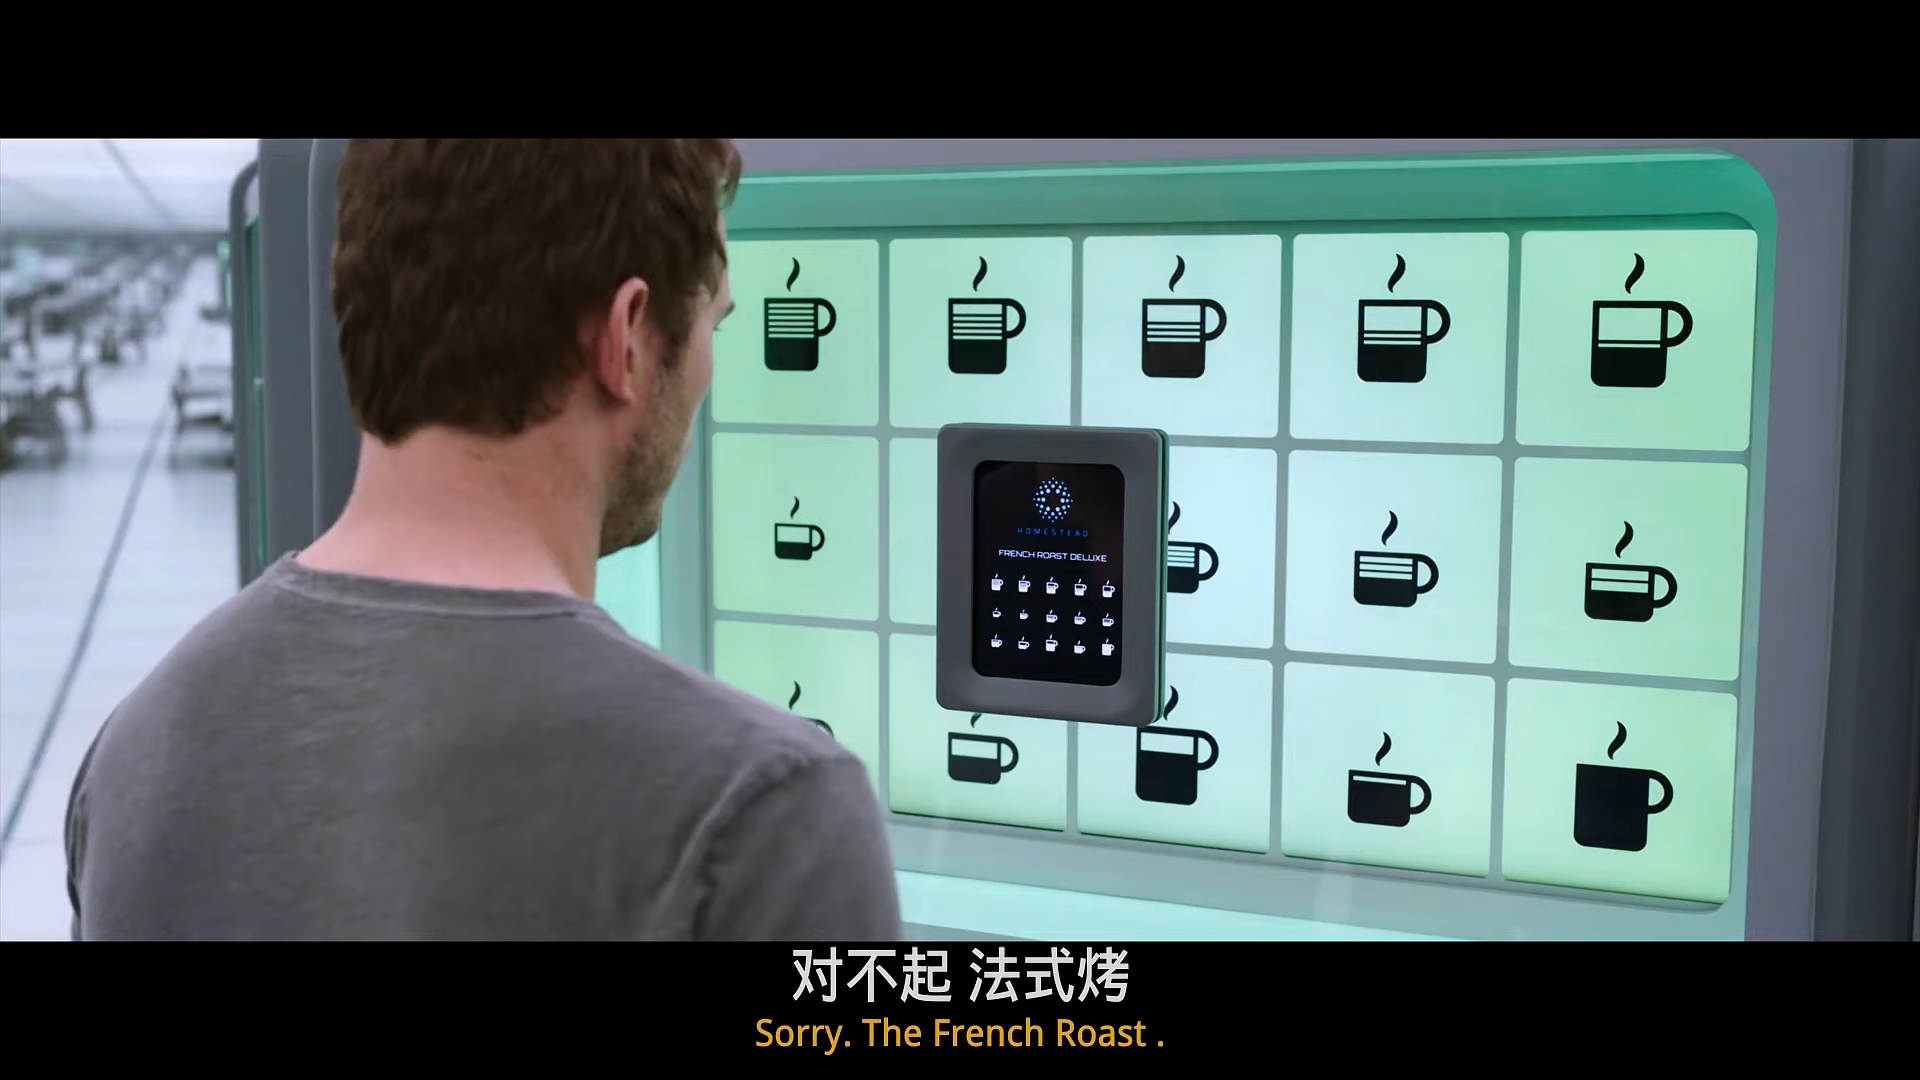 HOMESTEAD
FRENCH ROAST DELUXE
对不起 法式烤
Sorry. The French Roast .